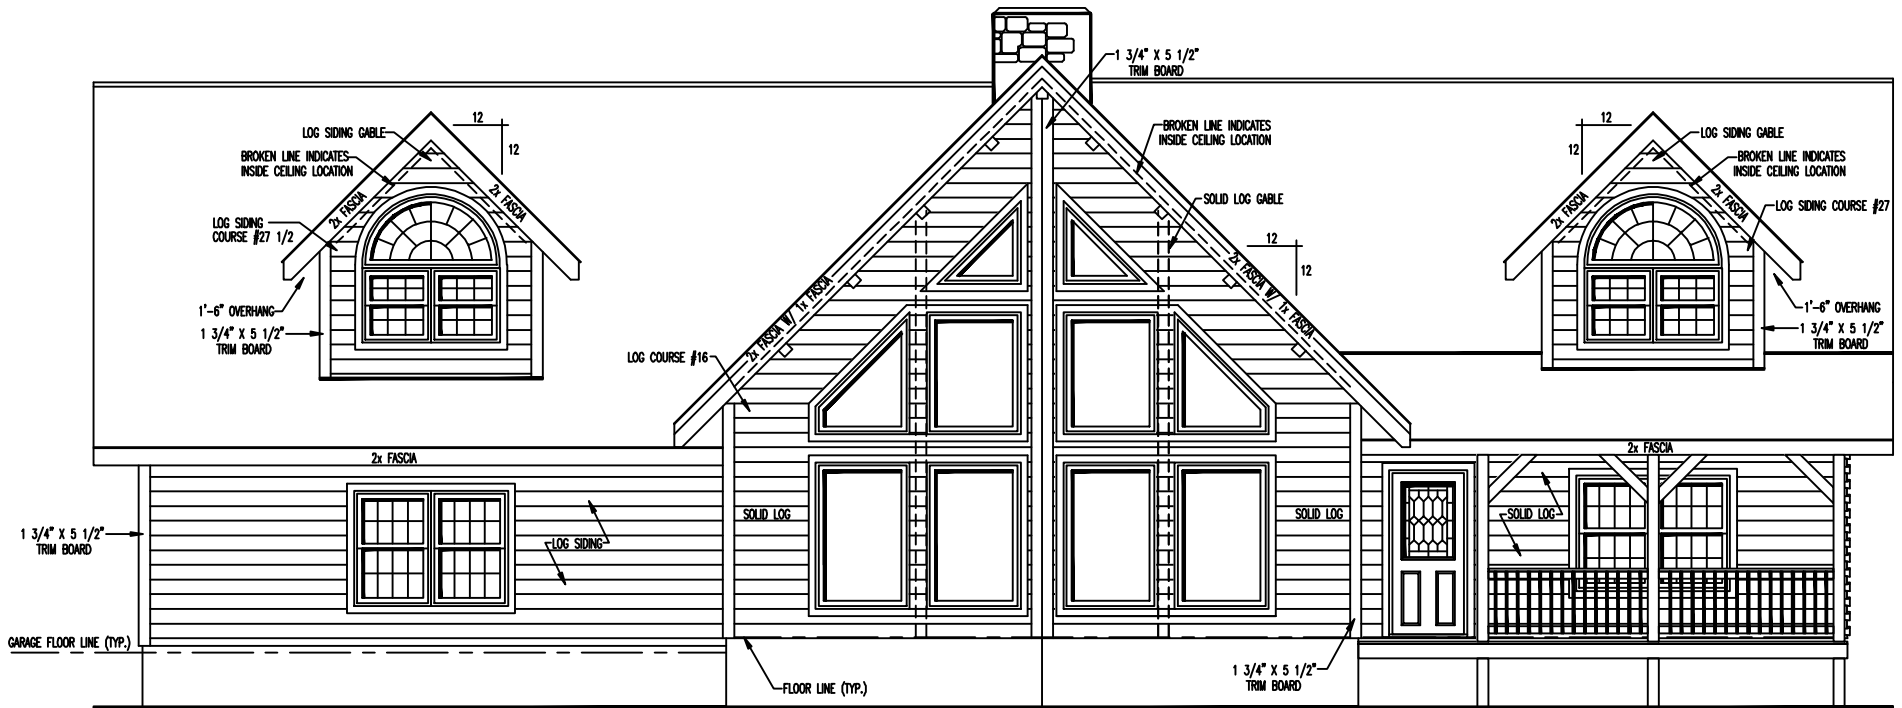 1 3/4" X 5 1/2"
TRIM BOARD
12
12
LOG SIDING GABLE
BROKEN LINE INDICATES
INSIDE CEILING LOCATION
2x FASCIA
2x FASCIA
LOG SIDING
COURSE #27 1/2
1'-6" OVERHANG
1 3/4" X 5 1/2"
TRIM BOARD
BROKEN LINE INDICATES
INSIDE CEILING LOCATION
SOLID LOG GABLE
12
12
2x FASCIA W/ 1x FASCIA
2x FASCIA W/ 1x FASCIA
LOG COURSE #16
12
12
LOG SIDING GABLE
BROKEN LINE INDICATES
INSIDE CEILING LOCATION
2x FASCIA
2x FASCIA
LOG SIDING COURSE #27
1'-6" OVERHANG
1 3/4" X 5 1/2"
TRIM BOARD
2x FASCIA
2x FASCIA
1 3/4" X 5 1/2"
TRIM BOARD
LOG SIDING
SOLID LOG
SOLID LOG
SOLID LOG
GARAGE FLOOR LINE (TYP.)
FLOOR LINE (TYP.)
1 3/4" X 5 1/2"
TRIM BOARD